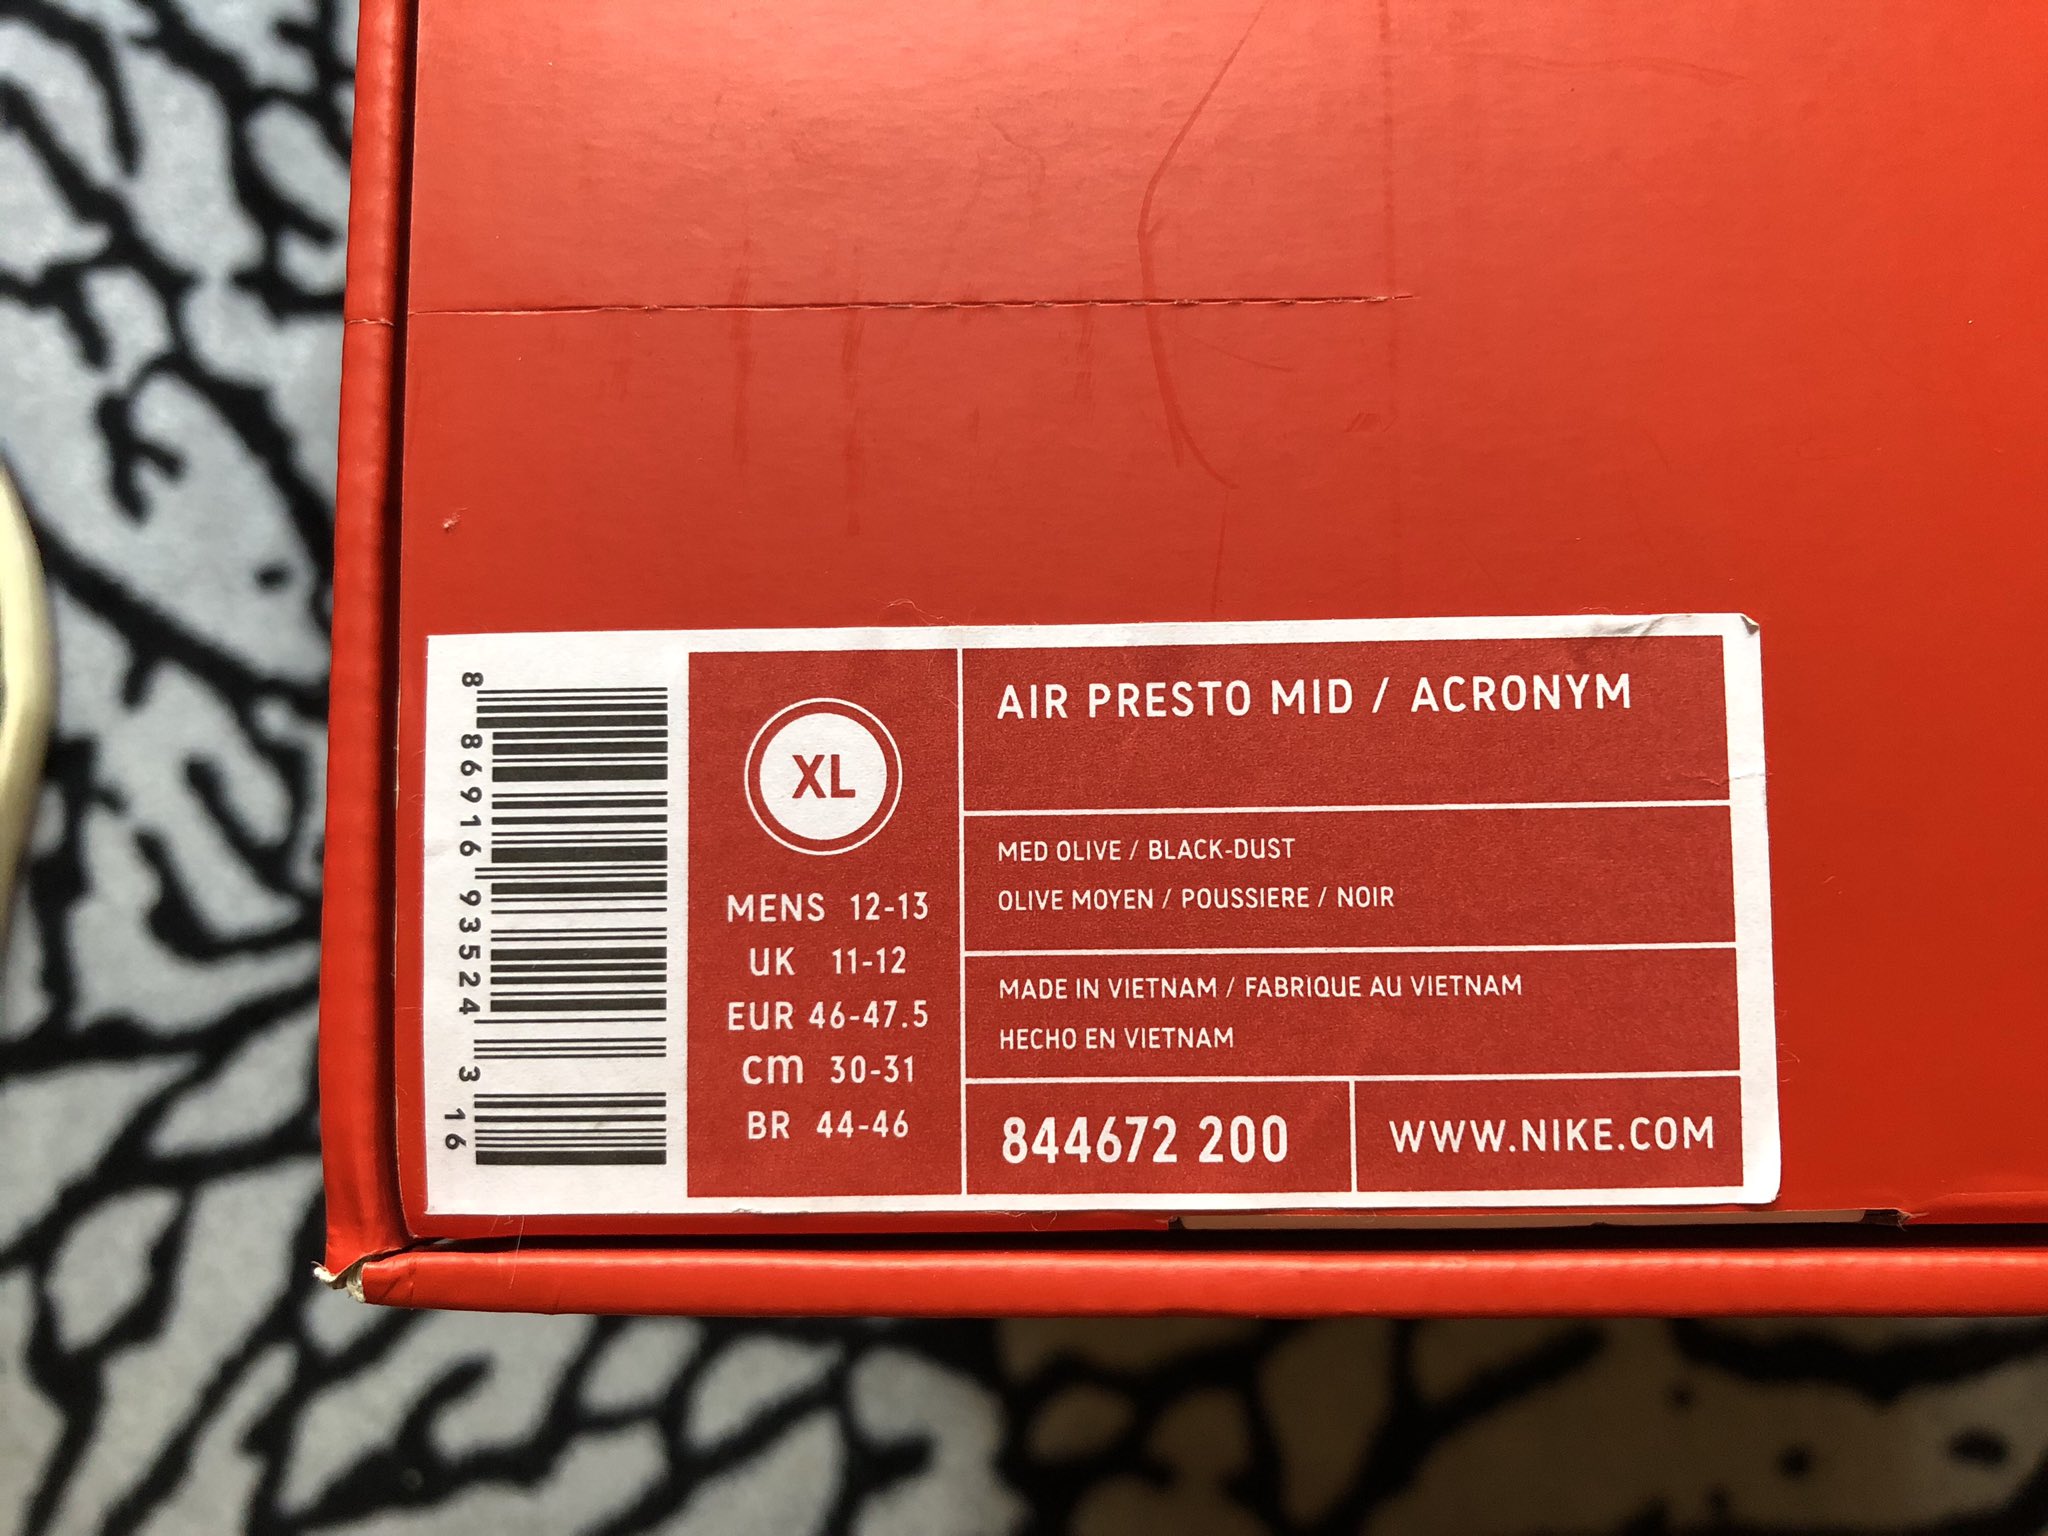 8 86916 93524 3 16
XL
MENS 12-13
UK 11-12
EUR 46-47.5
cm 30-31
BR 44-46
AIR PRESTO MID / ACRONYM
MED OLIVE / BLACK-DUST
OLIVE MOYEN / POUSSIERE / NOIR
MADE IN VIETNAM / FABRIQUE AU VIETNAM
HECHO EN VIETNAM
844672 200
WWW.NIKE.COM